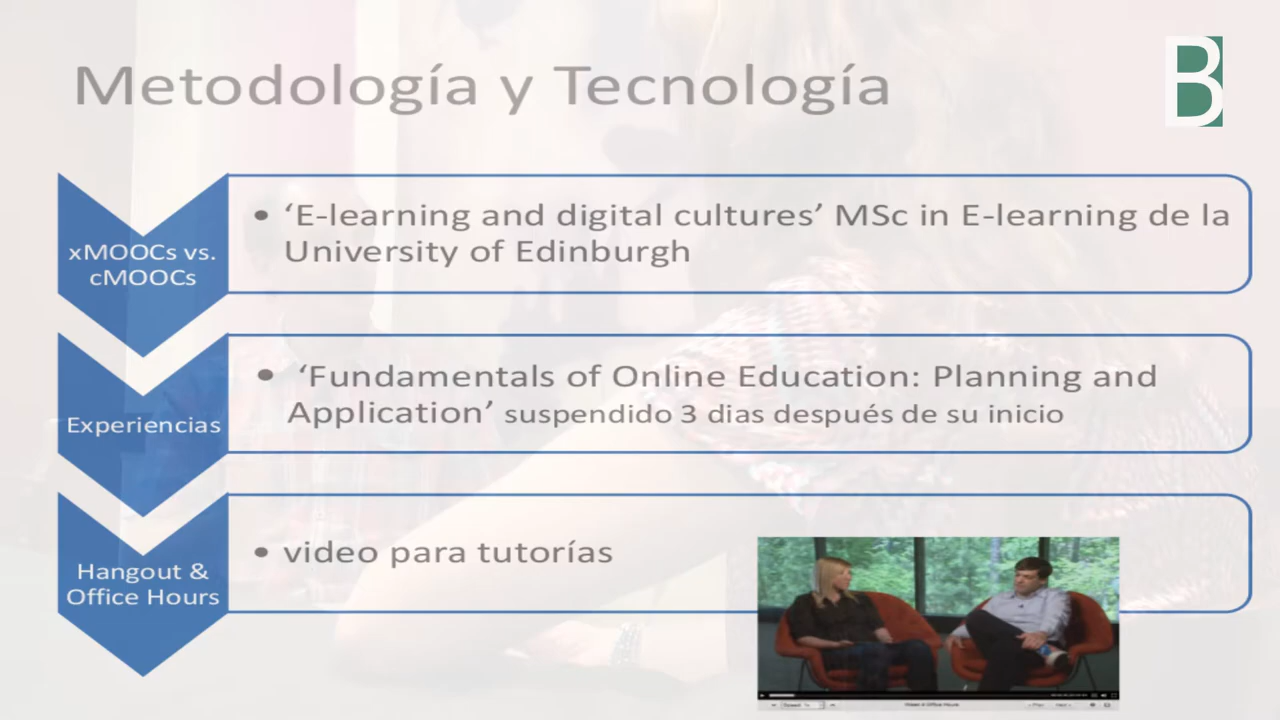 Metodología y Tecnología
B
xMOOCs vs.
cMOOCs
• ‘E-learning and digital cultures’ MSc in E-learning de la
University of Edinburgh
Experiencias
• ‘Fundamentals of Online Education: Planning and
Application’ suspendido 3 dias después de su inicio
Hangout &
Office Hours
• video para tutorías